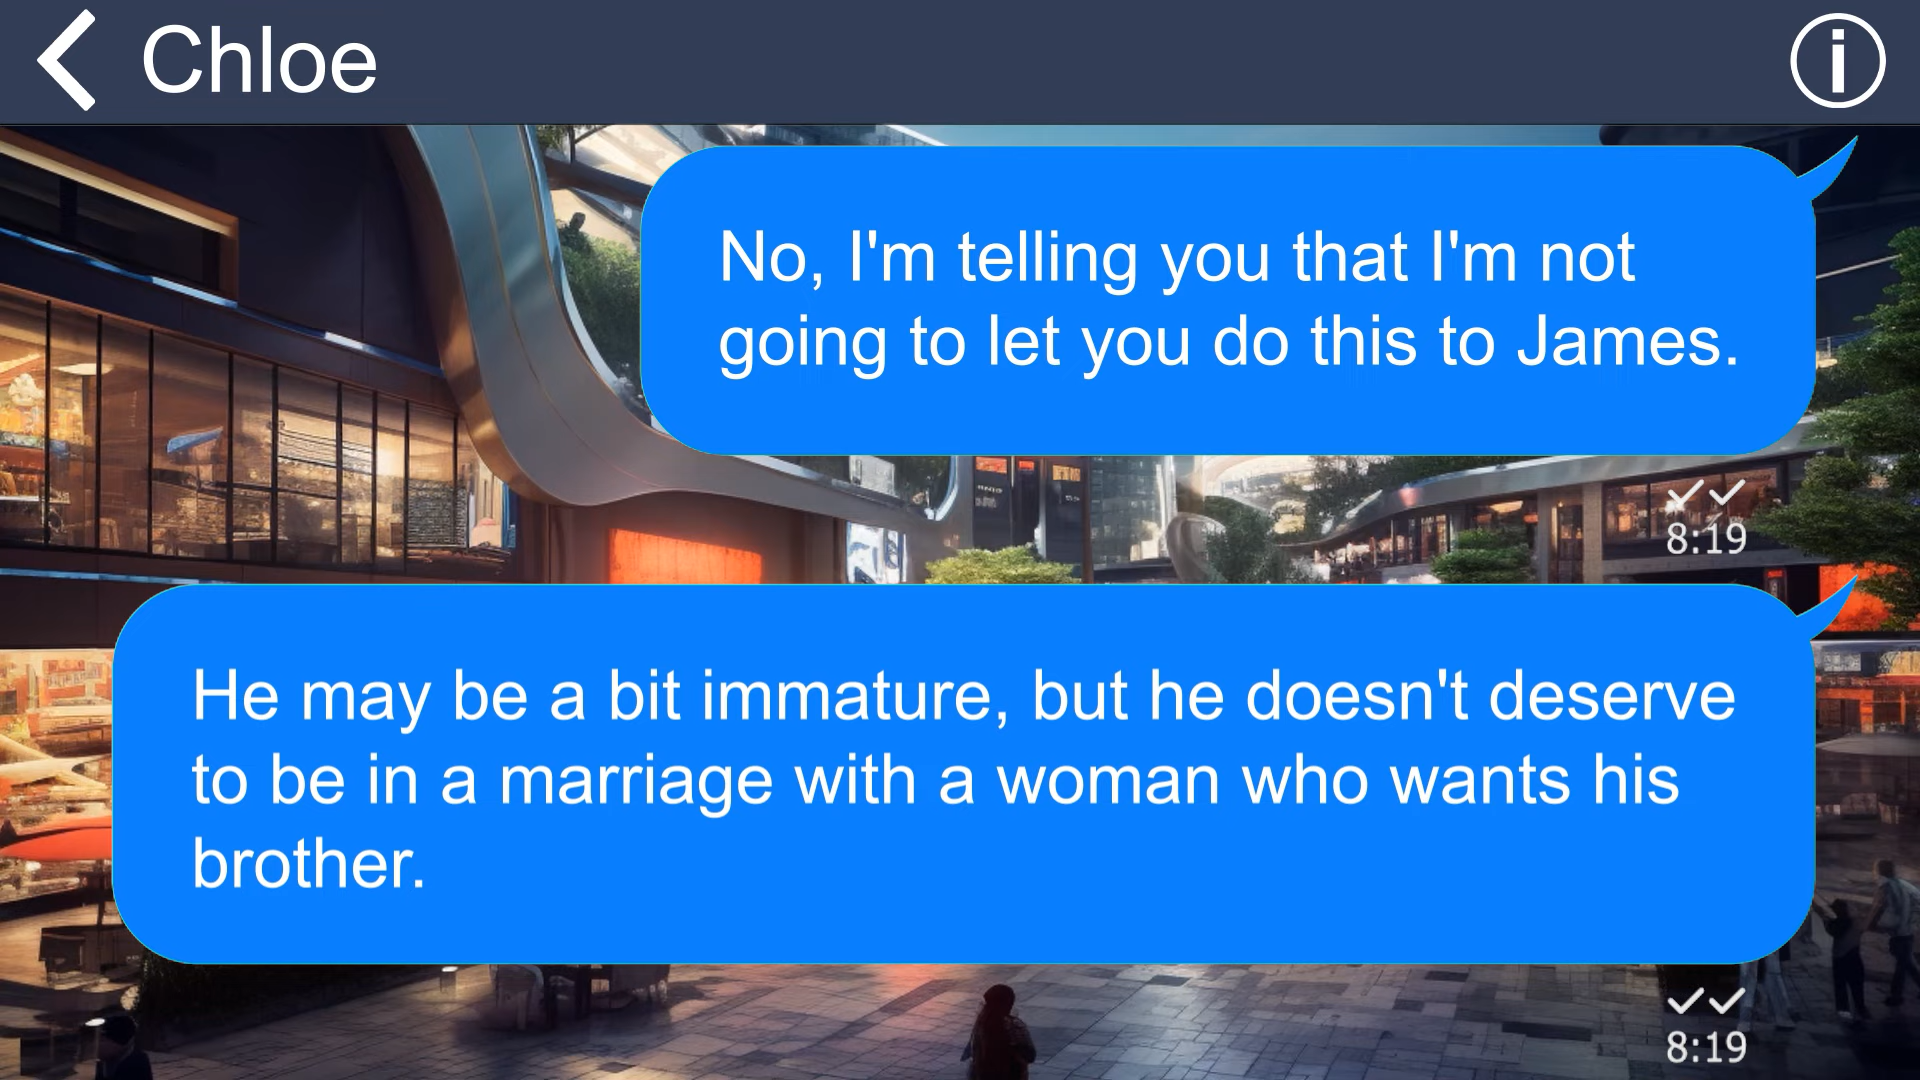 Chloe
No, I'm telling you that I'm not
going to let you do this to James.
8:19
He may be a bit immature, but he doesn't deserve
to be in a marriage with a woman who wants his
brother.
8:19